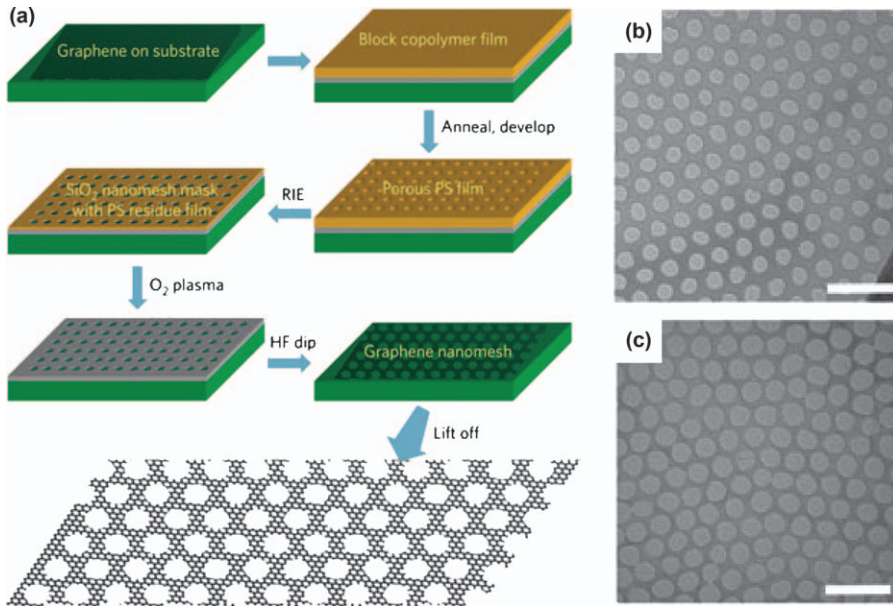 (a)
Graphene on substrate
Block copolymer film
Anneal, develop
Porous PS film
RIE
SiO₂ nanomesh mask
with PS residue film
O₂ plasma
HF dip
Graphene nanomesh
Lift off
(b)
(c)